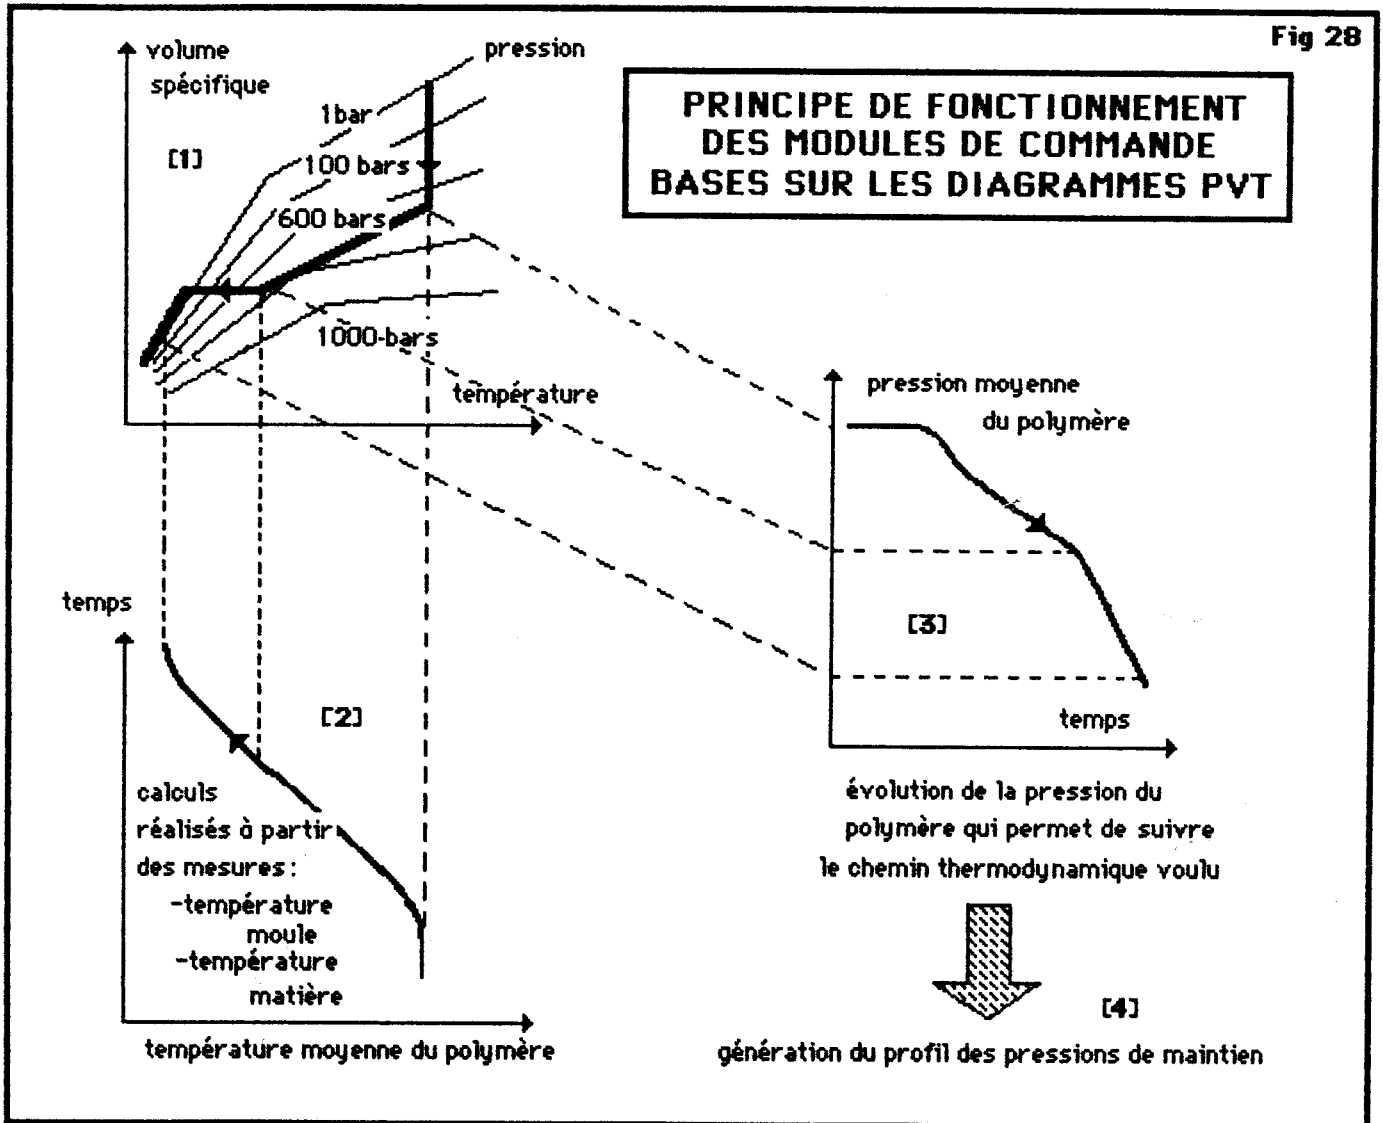 Fig 28
PRINCIPE DE FONCTIONNEMENT
DES MODULES DE COMMANDE
BASES SUR LES DIAGRAMMES PVT
volume
spécifique
pression
[1]
1bar
100 bars
600 bars
1000-bars
température
temps
[2]
calculs
réalisés à partir
des mesures :
-température
moule
-température
matière
température moyenne du polymère
pression moyenne
du polymère
[3]
temps
évolution de la pression du
polymère qui permet de suivre
le chemin thermodynamique voulu
[4]
génération du profil des pressions de maintien